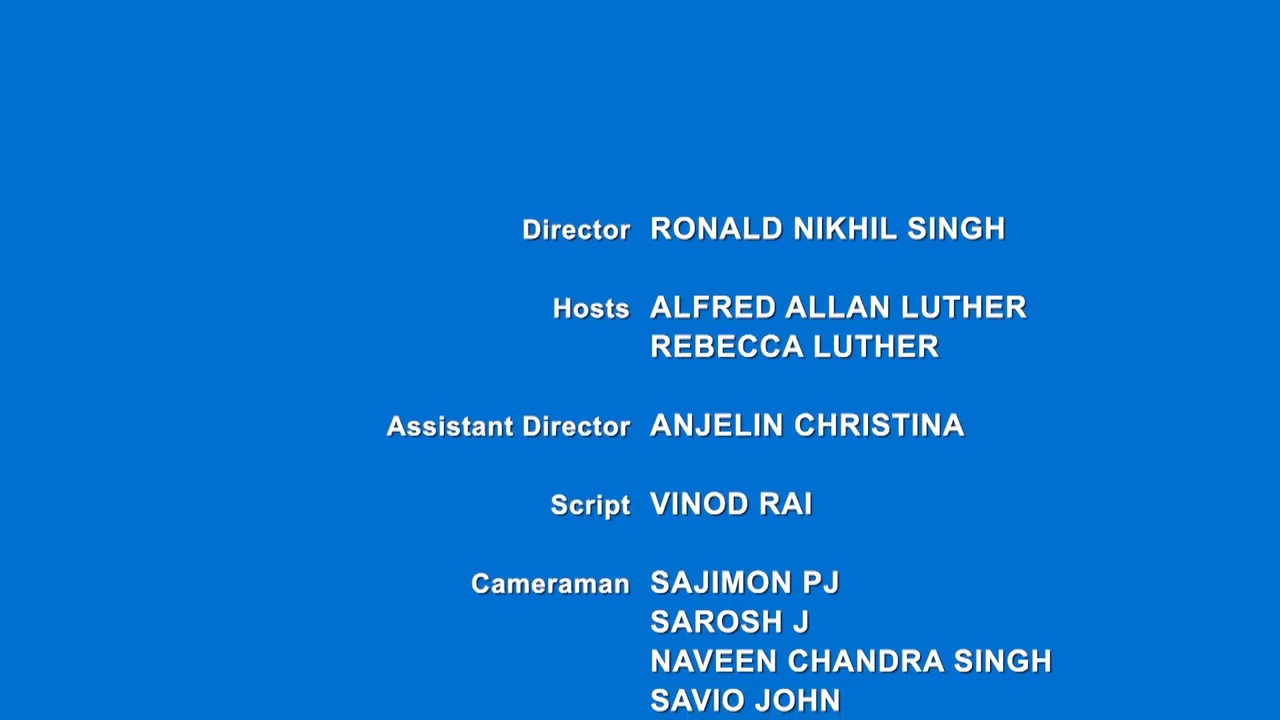 Director RONALD NIKHIL SINGH
Hosts ALFRED ALLAN LUTHER
REBECCA LUTHER
Assistant Director ANJELIN CHRISTINA
Script VINOD RAI
Cameraman SAJIMON PJ
SAROSH J
NAVEEN CHANDRA SINGH
SAVIO JOHN